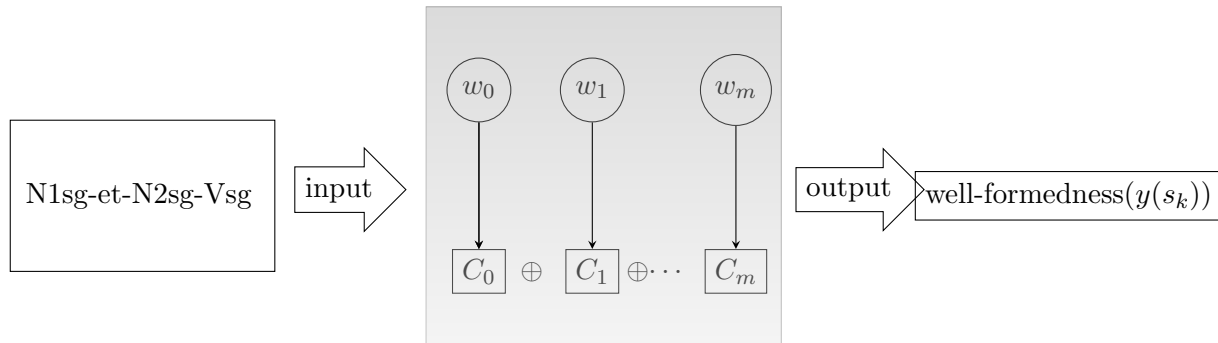 w₀ w₁ wₘ
N1sg-et-N2sg-Vsg input output well-formedness(y(sₖ))
C₀ ⊕ C₁ ⊕··· Cₘ